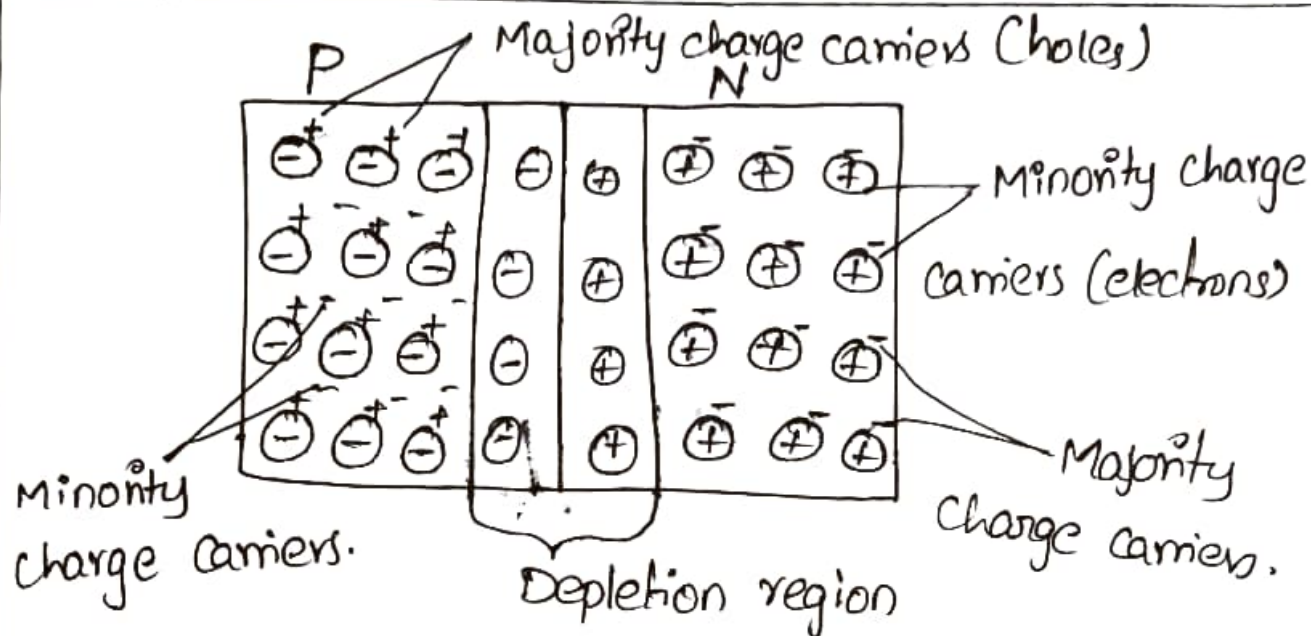 P
Majority charge carriers (holes)
N
Minority charge
carriers (electrons)
Minority
charge carriers.
Majority
charge carriers.
Depletion region